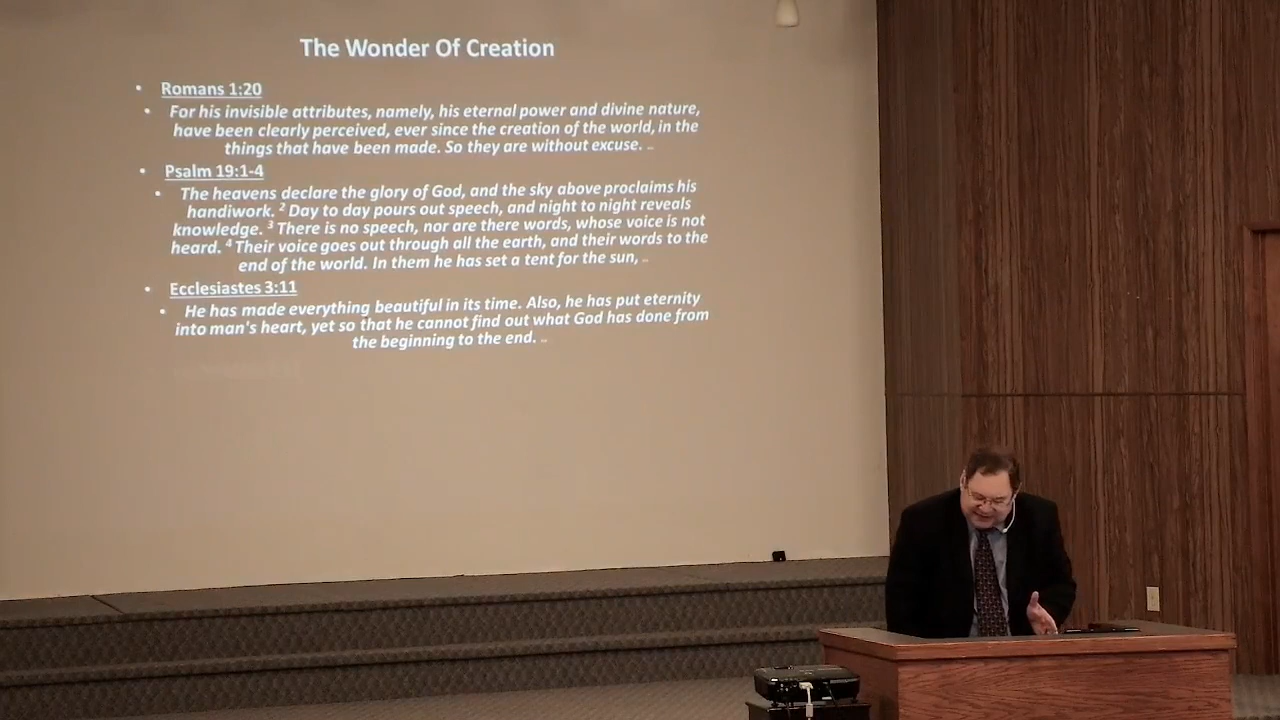 The Wonder Of Creation
• Romans 1:20
• For his invisible attributes, namely, his eternal power and divine nature,
have been clearly perceived, ever since the creation of the world, in the
things that have been made. So they are without excuse.
• Psalm 19:1-4
• The heavens declare the glory of God, and the sky above proclaims his
handiwork. ² Day to day pours out speech, and night to night reveals
knowledge. ³ There is no speech, nor are there words, whose voice is not
heard. ⁴ Their voice goes out through all the earth, and their words to the
end of the world. In them he has set a tent for the sun,
• Ecclesiastes 3:11
• He has made everything beautiful in its time. Also, he has put eternity
into man's heart, yet so that he cannot find out what God has done from
the beginning to the end.